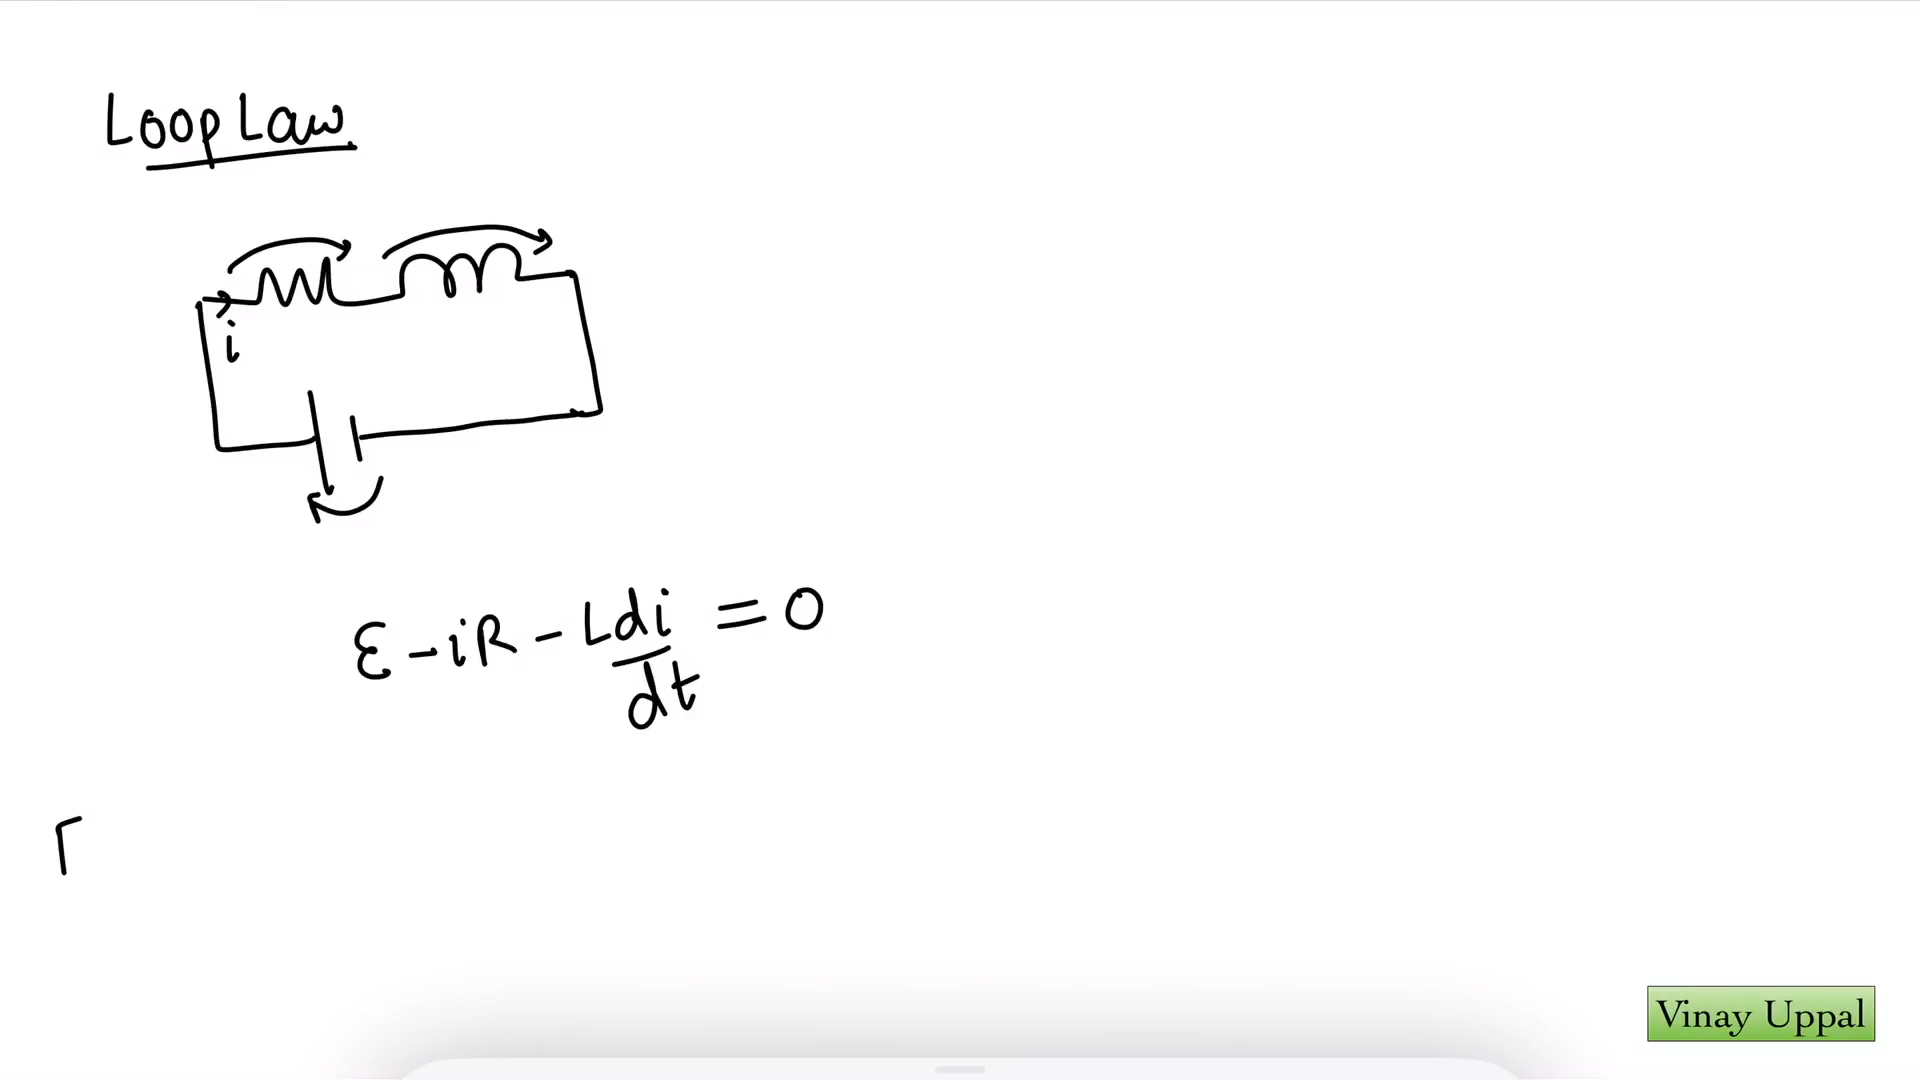 Loop Law
i
ε - iR - L di/dt = 0
Vinay Uppal